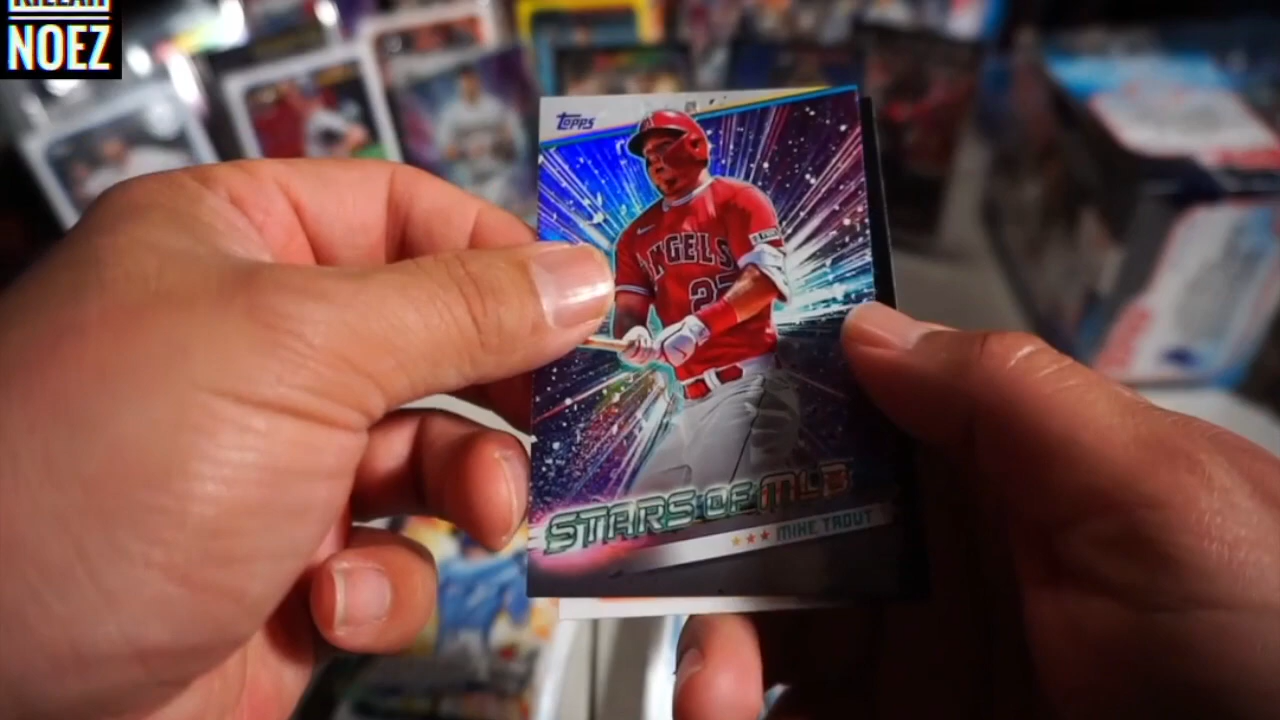 NOEZ
TOPPS
ANGELS
27
STARS OF MLB
★★★ MIKE TROUT